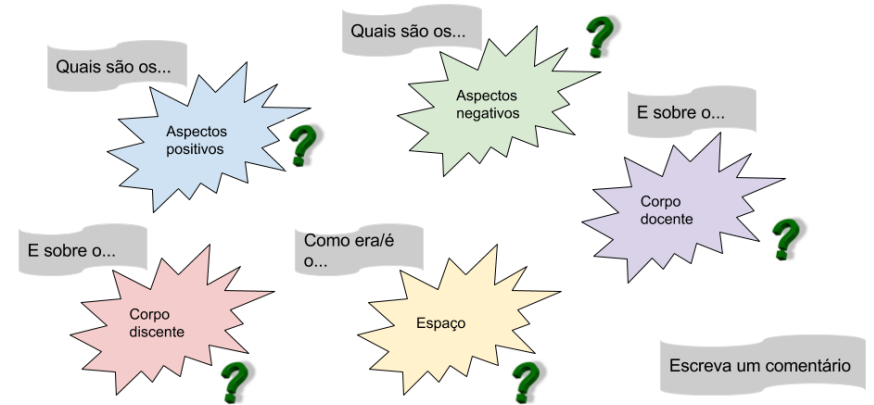 Quais são os...
Aspectos
positivos
?
Quais são os...
Aspectos
negativos
?
E sobre o...
Corpo
docente
?
E sobre o...
Corpo
discente
?
Como era/é
o...
Espaço
?
Escreva um comentário